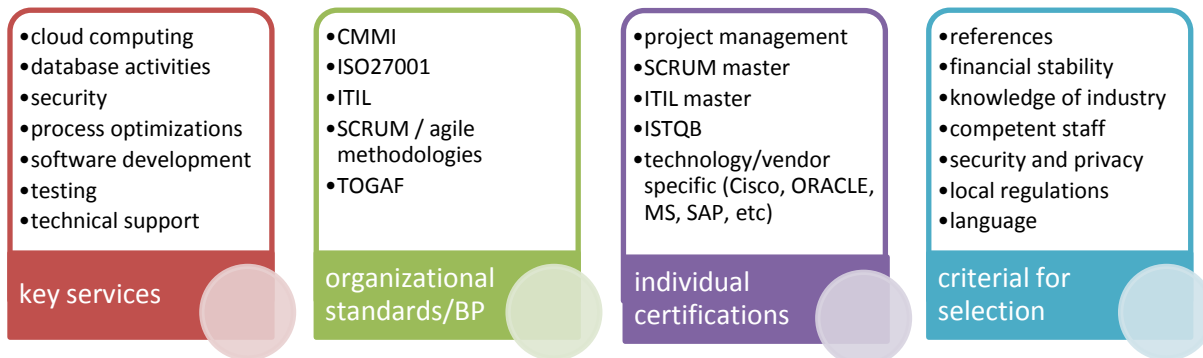 •cloud computing
•database activities
•security
•process optimizations
•software development
•testing
•technical support
key services
•CMMI
•ISO27001
•ITIL
•SCRUM / agile
methodologies
•TOGAF
organizational
standards/BP
•project management
•SCRUM master
•ITIL master
•ISTQB
•technology/vendor
specific (Cisco, ORACLE,
MS, SAP, etc)
individual
certifications
•references
•financial stability
•knowledge of industry
•competent staff
•security and privacy
•local regulations
•language
criterial for
selection